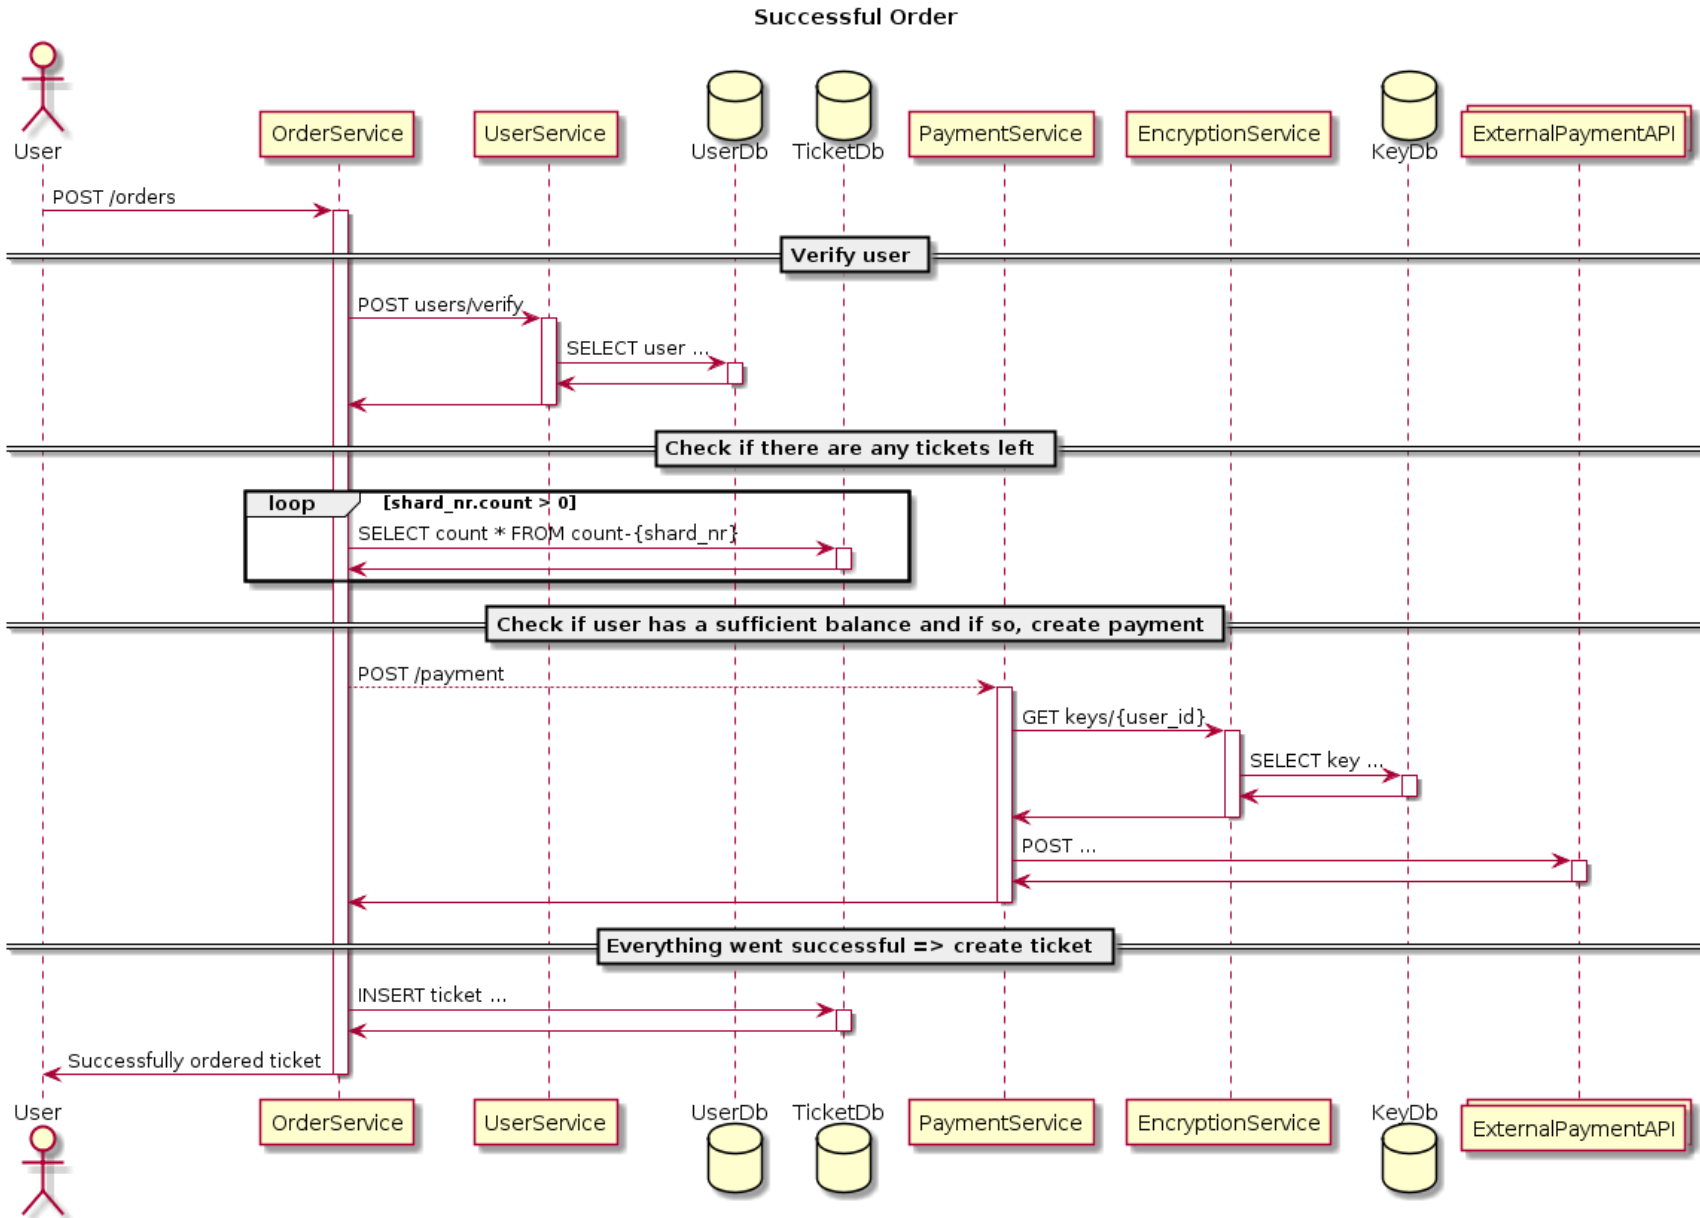 Successful Order
User
OrderService
UserService
UserDb
TicketDb
PaymentService
EncryptionService
KeyDb
ExternalPaymentAPI
POST /orders
Verify user
POST users/verify
SELECT user ...
Check if there are any tickets left
loop
[shard_nr.count > 0]
SELECT count * FROM count-{shard_nr}
Check if user has a sufficient balance and if so, create payment
POST /payment
GET keys/{user_id}
SELECT key ...
POST ...
Everything went successful => create ticket
INSERT ticket ...
Successfully ordered ticket
User
OrderService
UserService
UserDb
TicketDb
PaymentService
EncryptionService
KeyDb
ExternalPaymentAPI